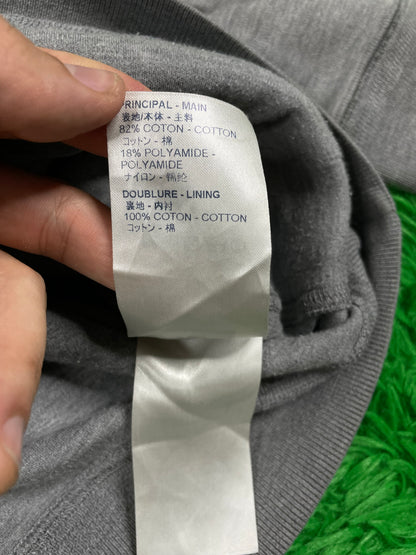 PRINCIPAL - MAIN
表地/本体 - 主料
82% COTON - COTTON
コットン - 棉
18% POLYAMIDE -
POLYAMIDE
ナイロン - 锦纶
DOUBLURE - LINING
裏地 - 内衬
100% COTON - COTTON
コットン - 棉